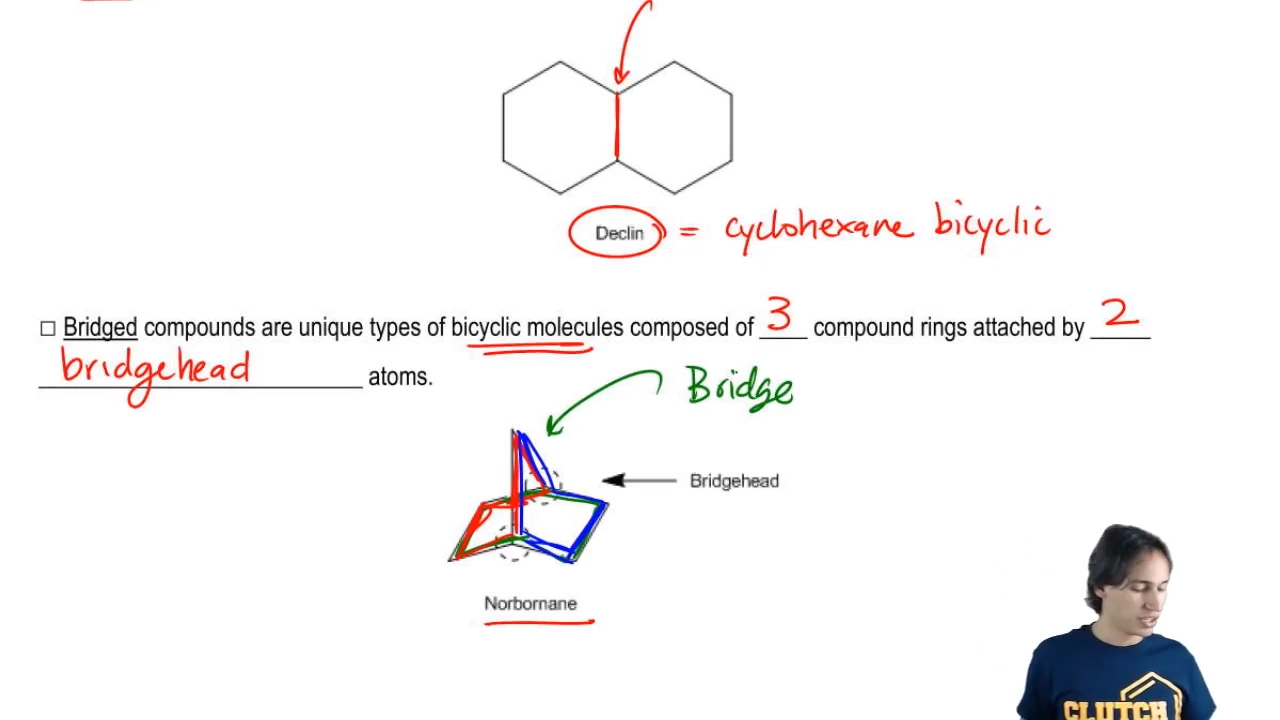 Declin = cyclohexane bicyclic
□ Bridged compounds are unique types of bicyclic molecules composed of 3 compound rings attached by 2
bridgehead atoms.
Bridge
Bridgehead
Norbornane
CLUTCH